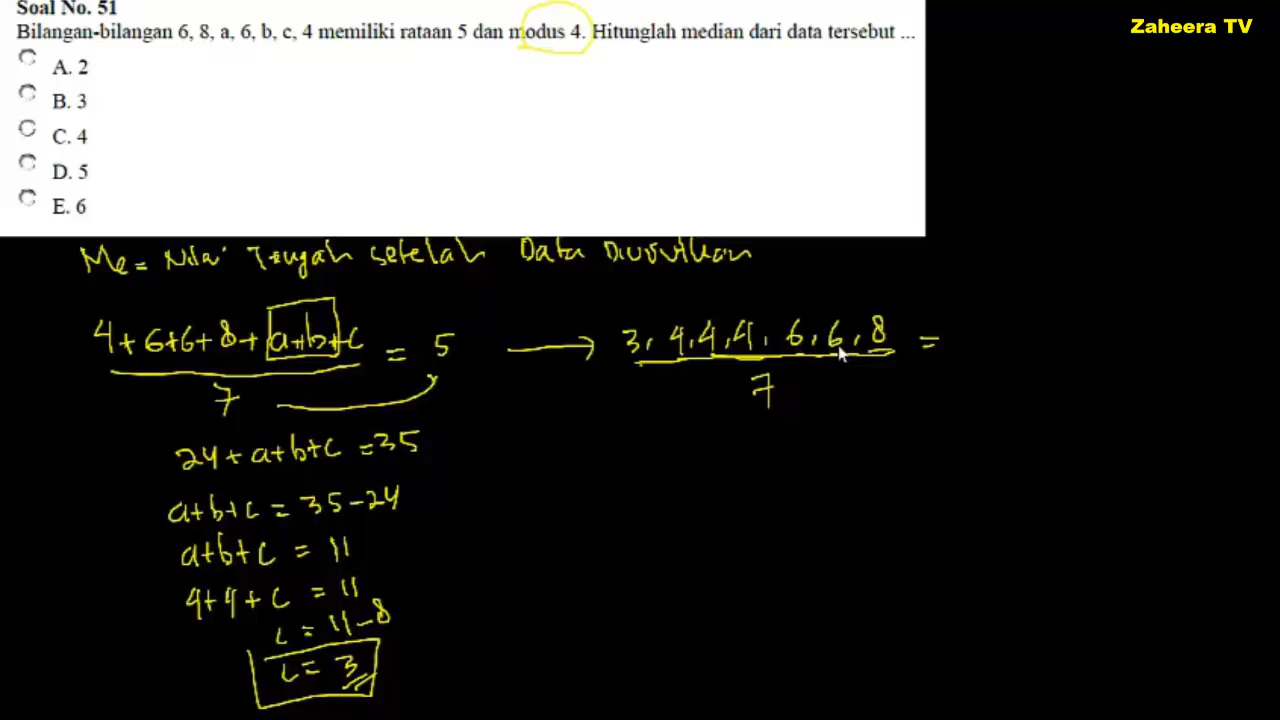 Soal No. 51
Zaheera TV
Bilangan-bilangan 6, 8, a, 6, b, c, 4 memiliki rataan 5 dan modus 4. Hitunglah median dari data tersebut ...
A. 2
B. 3
C. 4
D. 5
E. 6
Me = Nilai Tengah setelah Data Diurutkan
4+6+6+8+a+b+c = 5 → 3, 4, 4, 4, 6, 6, 8 =
7 7
24+a+b+c =35
a+b+c = 35-24
a+b+c = 11
4+4+c = 11
c = 11-8
c = 3